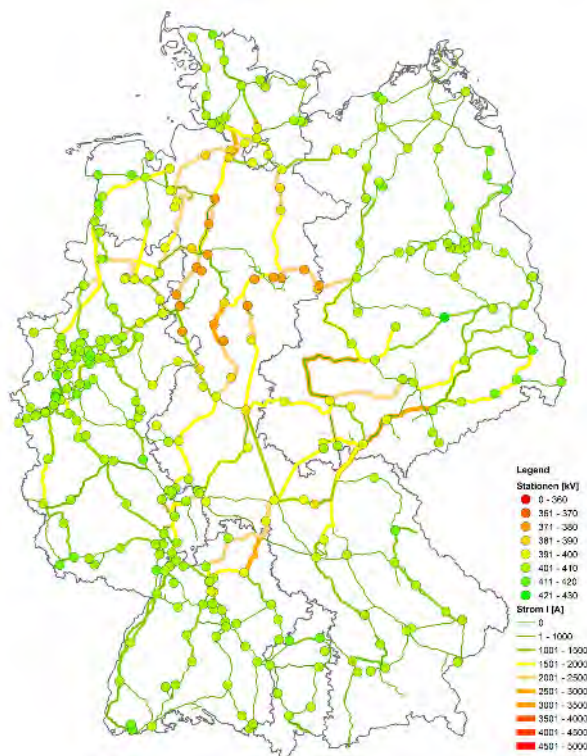 Legend
Stationen [kV]
0 - 360
361 - 370
371 - 380
381 - 390
391 - 400
401 - 410
411 - 420
421 - 430
Strom I [A]
0
1 - 1000
1001 - 1500
1501 - 2000
2001 - 2500
2501 - 3000
3001 - 3500
3501 - 4000
4001 - 4500
4501 - 5000